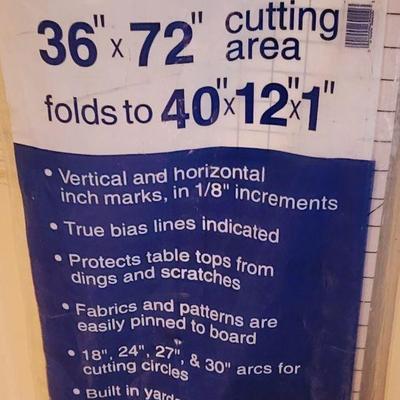 36" x 72" cutting area
folds to 40"x12"x1"
• Vertical and horizontal
inch marks, in 1/8" increments
• True bias lines indicated
• Protects table tops from
dings and scratches
• Fabrics and patterns are
easily pinned to board
• 18", 24", 27", & 30" arcs for
cutting circles
• Built in